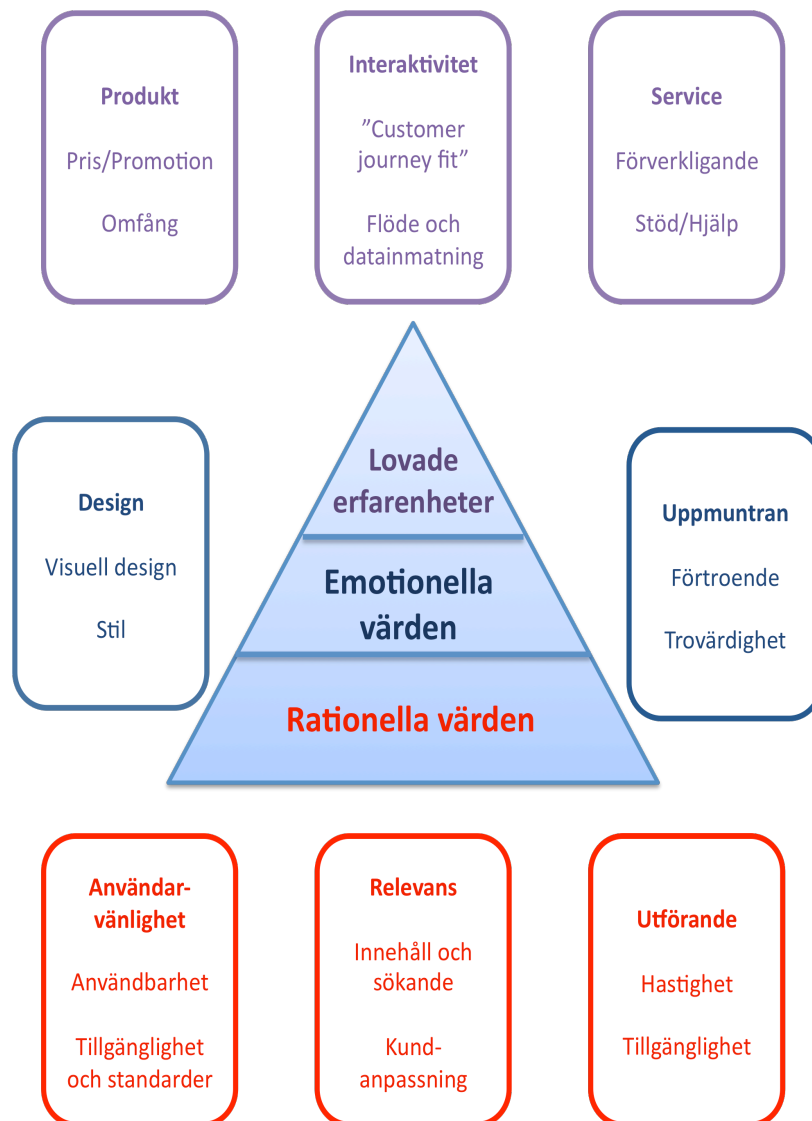 Produkt
Pris/Promotion
Omfång
Interaktivitet
”Customer
journey fit”
Flöde och
datainmatning
Service
Förverkligande
Stöd/Hjälp
Design
Visuell design
Stil
Lovade
erfarenheter
Emotionella
värden
Rationella värden
Uppmuntran
Förtroende
Trovärdighet
Användar-
vänlighet
Användbarhet
Tillgänglighet
och standarder
Relevans
Innehåll och
sökande
Kund-
anpassning
Utförande
Hastighet
Tillgänglighet